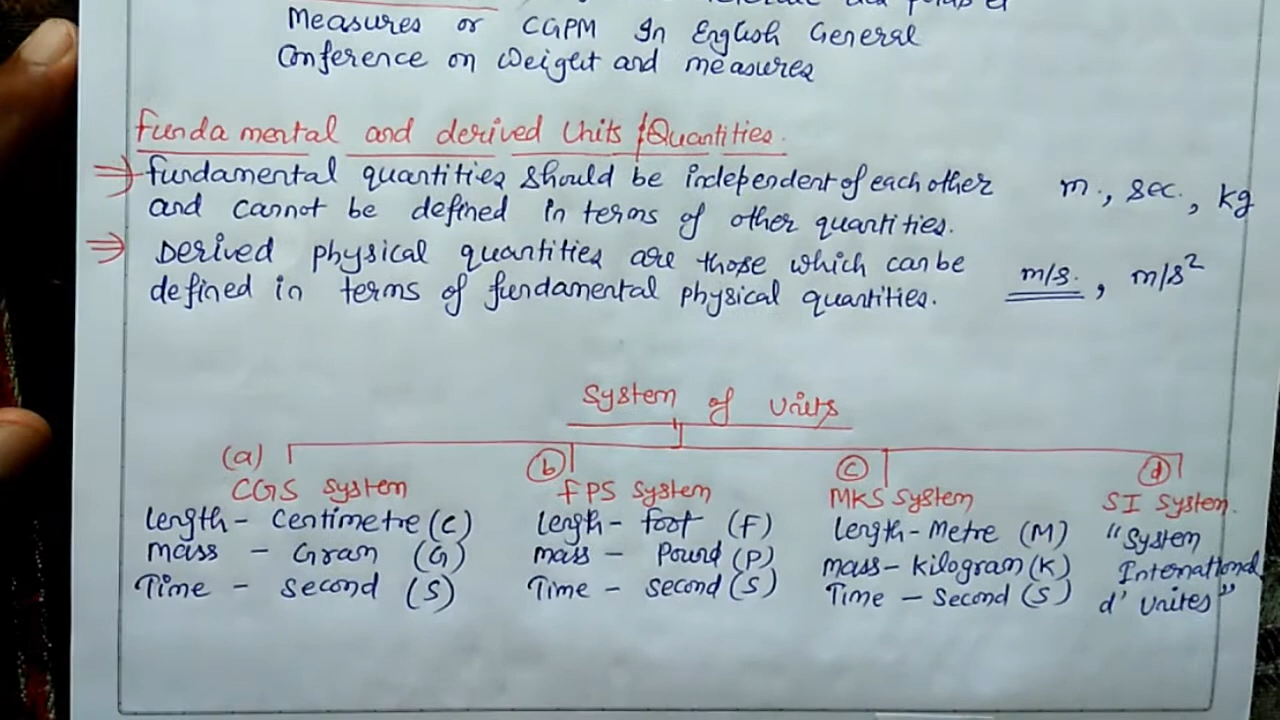 Measures or CGPM In English General
Conference on Weight and measures
fundamental and derived Units & Quantities.
⇒ fundamental quantities should be independent of each other m., sec., kg
and cannot be defined in terms of other quantities.
⇒ Derived physical quantities are those which can be
defined in terms of fundamental physical quantities. m/s., m/s²
System of Units
(a) (b) (c) (d)
CGS System FPS System MKS System SI System.
Length - Centimetre (C) Length - foot (F) Length - Metre (M) "System
mass - Gram (G) mass - Pound (P) mass - kilogram (K) International
Time - Second (S) Time - Second (S) Time - Second (S) d' Unites"